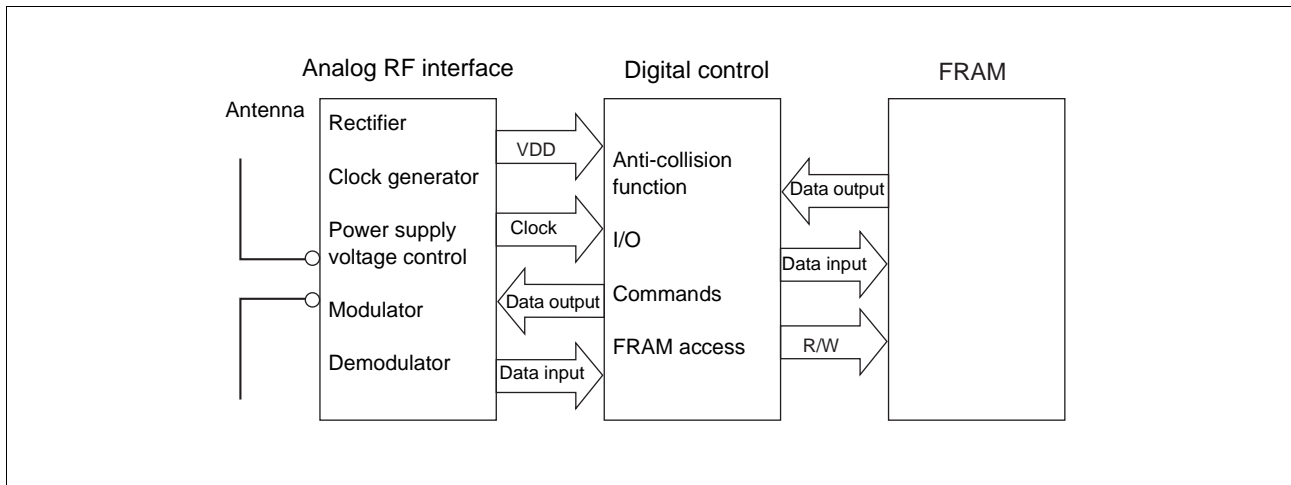 Analog RF interface
Digital control
FRAM
Antenna
Rectifier
Clock generator
Power supply
voltage control
Modulator
Demodulator
VDD
Clock
Data output
Data input
Anti-collision
function
I/O
Commands
FRAM access
Data output
Data input
R/W